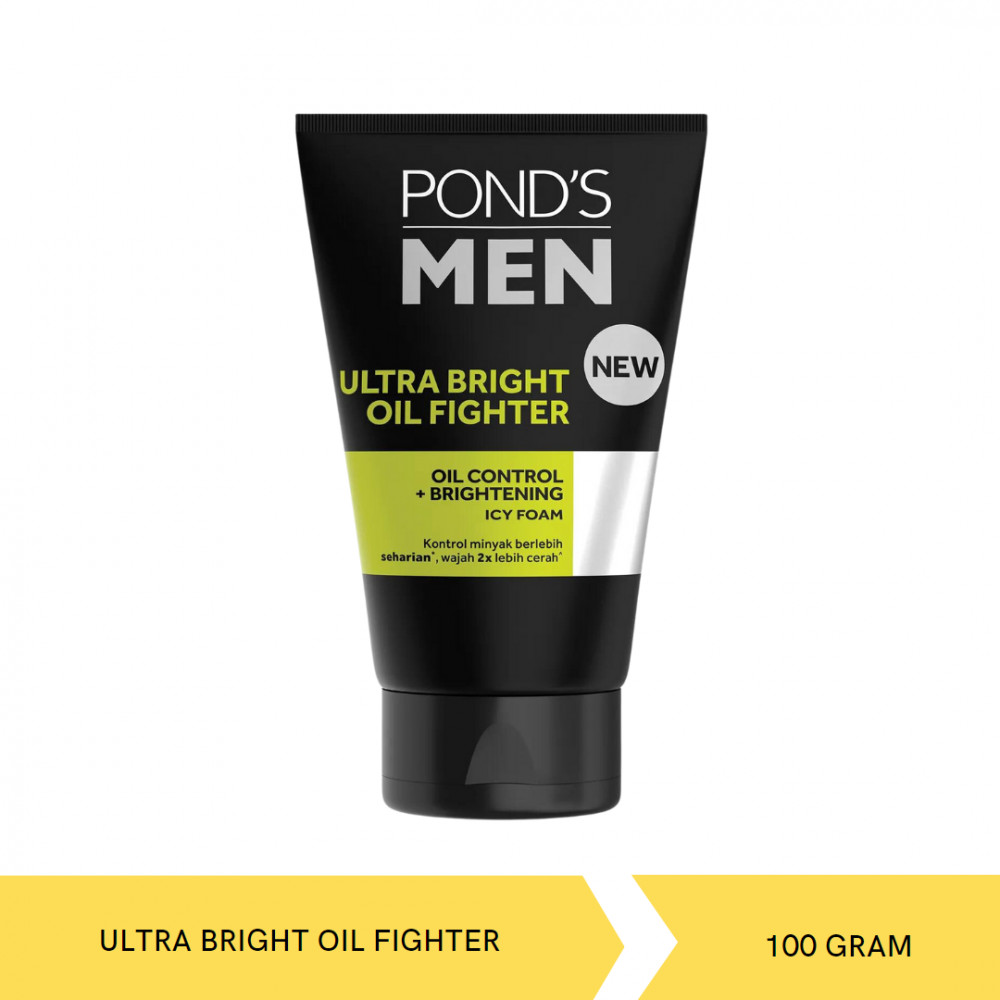 POND'S
MEN
NEW
ULTRA BRIGHT
OIL FIGHTER
OIL CONTROL
+ BRIGHTENING
ICY FOAM
Kontrol minyak berlebih
seharian^, wajah 2x lebih cerah^
ULTRA BRIGHT OIL FIGHTER
100 GRAM